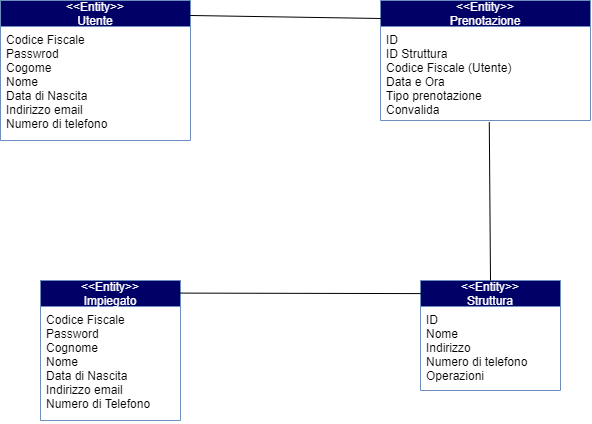 <<Entity>>
Utente
Codice Fiscale
Passwrod
Cogome
Nome
Data di Nascita
Indirizzo email
Numero di telefono
<<Entity>>
Prenotazione
ID
ID Struttura
Codice Fiscale (Utente)
Data e Ora
Tipo prenotazione
Convalida
<<Entity>>
Impiegato
Codice Fiscale
Password
Cognome
Nome
Data di Nascita
Indirizzo email
Numero di Telefono
<<Entity>>
Struttura
ID
Nome
Indirizzo
Numero di telefono
Operazioni